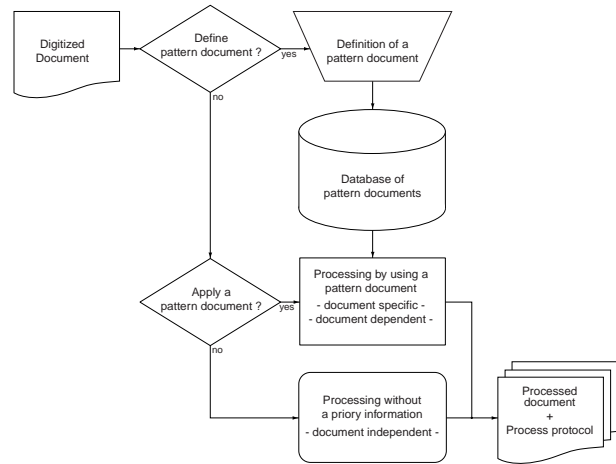 Digitized
Document
Define
pattern document ?
yes
no
Definition of a
pattern document
Database of
pattern documents
Apply a
pattern document ?
yes
no
Processing by using a
pattern document
- document specific -
- document dependent -
Processing without
a priory information
- document independent -
Processed
document
+
Process protocol